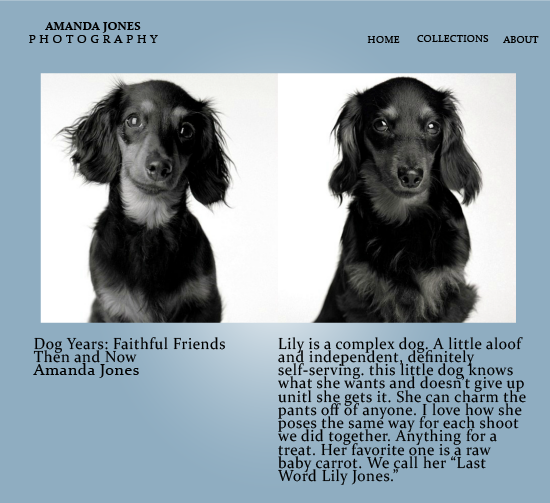 AMANDA JONES
PHOTOGRAPHY
HOME COLLECTIONS ABOUT
Dog Years: Faithful Friends
Then and Now
Amanda Jones
Lily is a complex dog. A little aloof
and independent, definitely
self-serving. this little dog knows
what she wants and doesn't give up
unitl she gets it. She can charm the
pants off of anyone. I love how she
poses the same way for each shoot
we did together. Anything for a
treat. Her favorite one is a raw
baby carrot. We call her “Last
Word Lily Jones.”